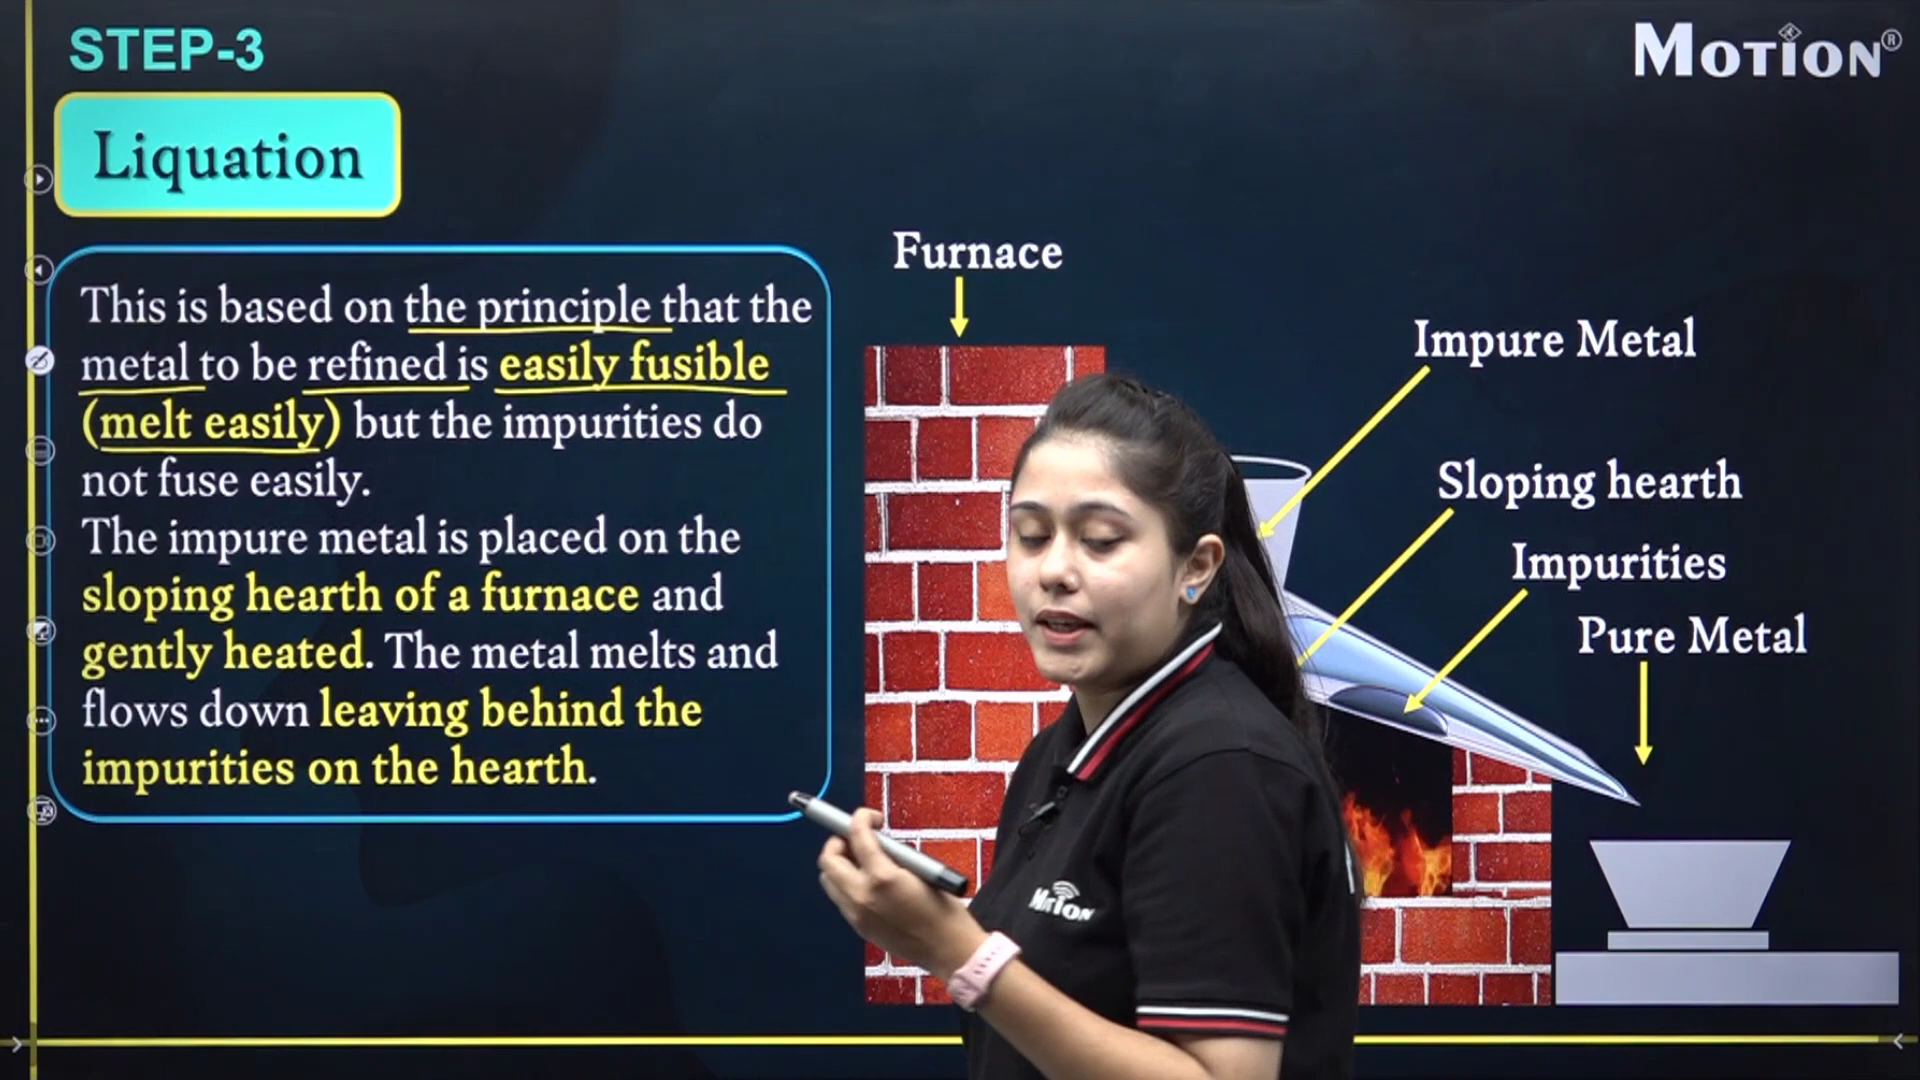 STEP-3
MOTION®
Liquation
This is based on the principle that the
metal to be refined is easily fusible
(melt easily) but the impurities do
not fuse easily.
The impure metal is placed on the
sloping hearth of a furnace and
gently heated. The metal melts and
flows down leaving behind the
impurities on the hearth.
Furnace
Impure Metal
Sloping hearth
Impurities
Pure Metal
MOTION